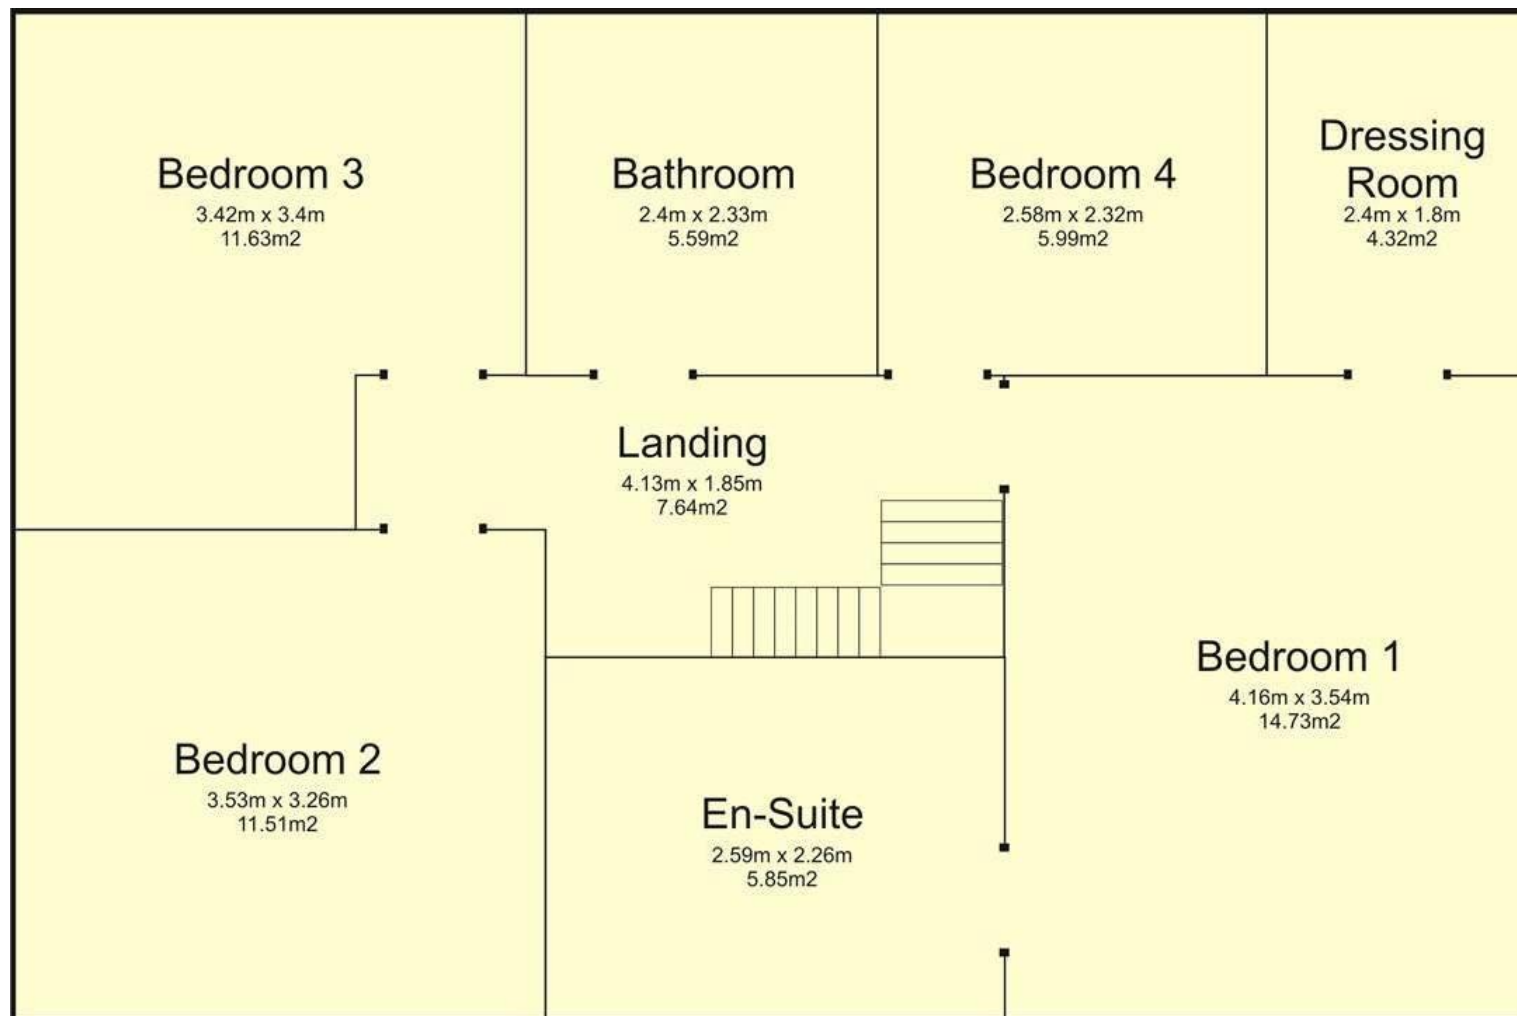 Bedroom 3
3.42m x 3.4m
11.63m2
Bathroom
2.4m x 2.33m
5.59m2
Bedroom 4
2.58m x 2.32m
5.99m2
Dressing
Room
2.4m x 1.8m
4.32m2
Landing
4.13m x 1.85m
7.64m2
Bedroom 1
4.16m x 3.54m
14.73m2
Bedroom 2
3.53m x 3.26m
11.51m2
En-Suite
2.59m x 2.26m
5.85m2